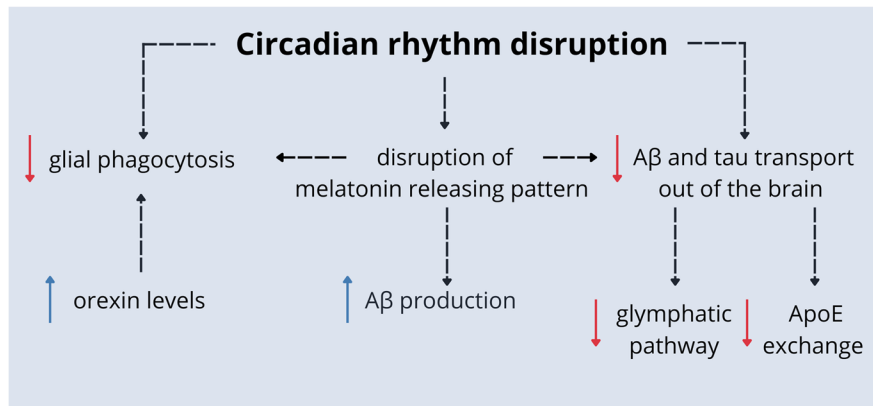 Circadian rhythm disruption
glial phagocytosis
disruption of
melatonin releasing pattern
Aβ and tau transport
out of the brain
orexin levels
Aβ production
glymphatic
pathway
ApoE
exchange